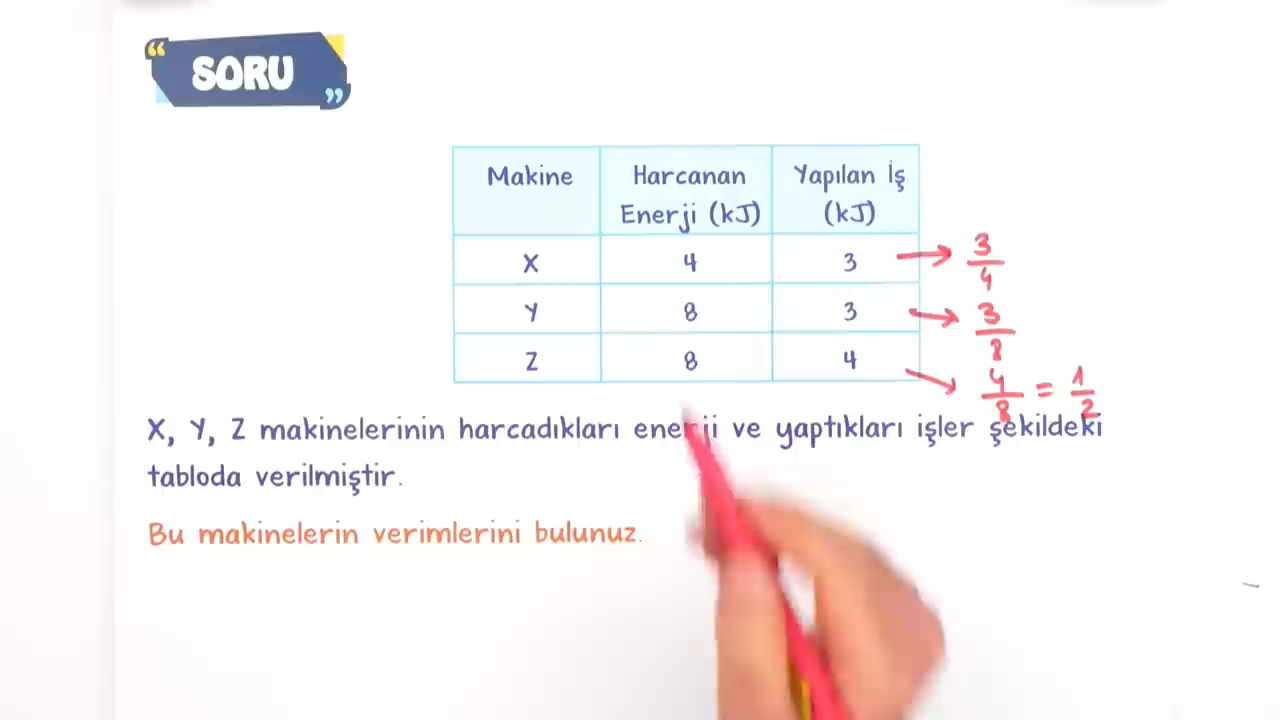 SORU
Makine Harcanan Enerji (kJ) Yapılan İş (kJ)
X 4 3 → 3/4
Y 8 3 → 3/8
Z 8 4 → 4/8 = 1/2
X, Y, Z makinelerinin harcadıkları enerji ve yaptıkları işler şekildeki
tabloda verilmiştir.
Bu makinelerin verimlerini bulunuz.